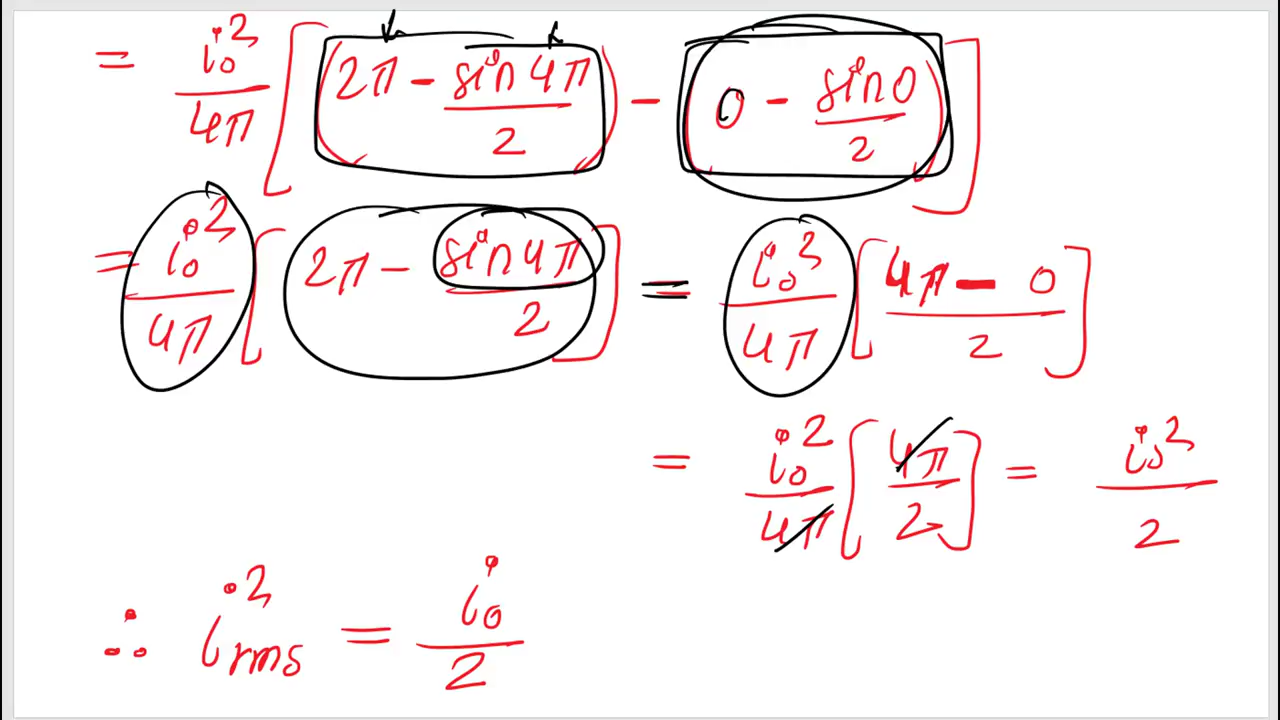 = i₀²/4π [(2π - sin4π/2) - (0 - sin0/2)]
= i₀²/4π [2π - sin4π/2] = i₀²/4π [4π - 0/2]
= i₀²/4π [4π/2] = i₀²/2
∴ i²rms = i₀/2